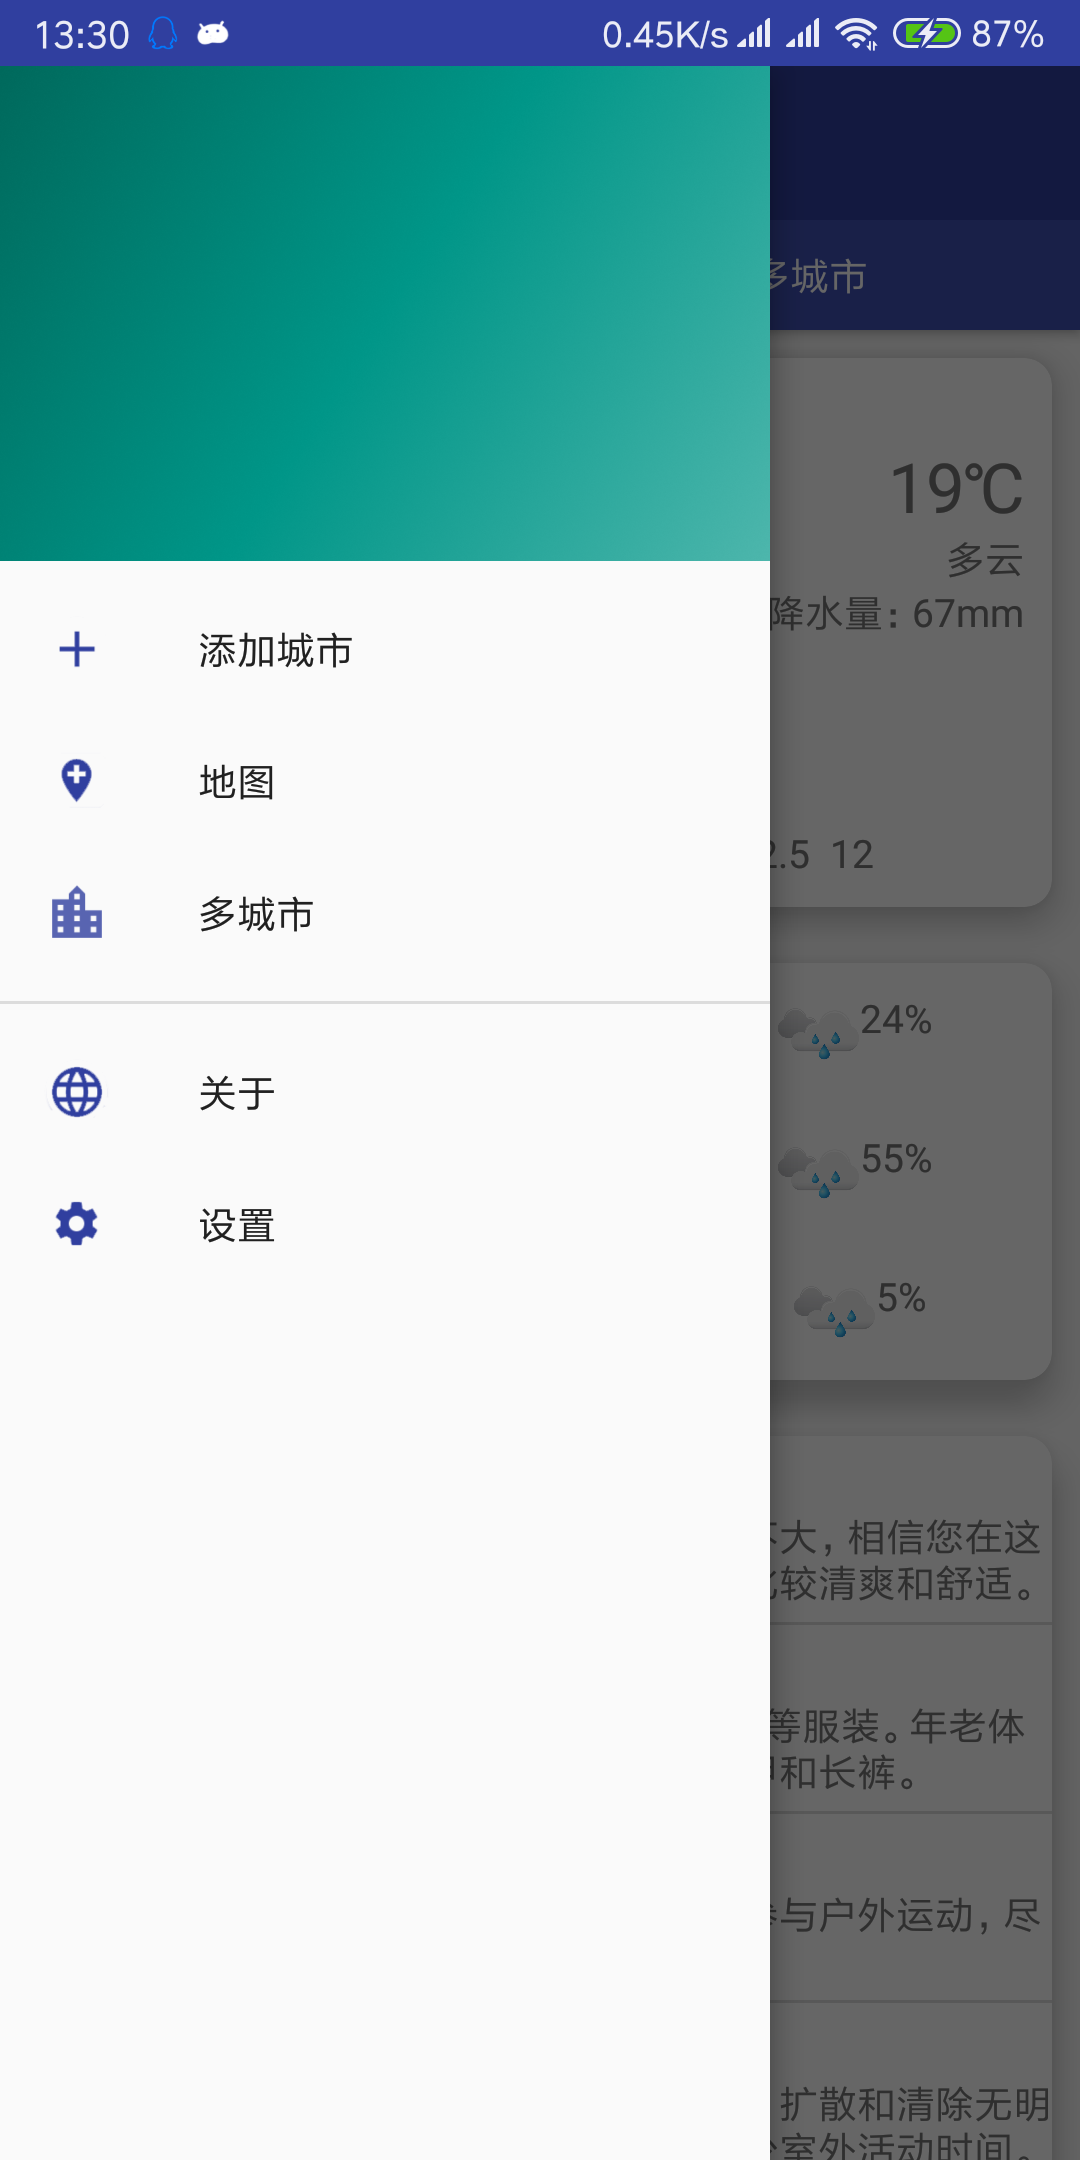 13:30 0.45K/s 87%
多城市
19℃
多云
降水量：67mm
2.5 12
添加城市
地图
多城市
关于
设置
24%
55%
5%
大，相信您在这
较清爽和舒适。
等服装。年老体
和长裤。
与户外运动，尽
扩散和清除无明
室外活动时间。